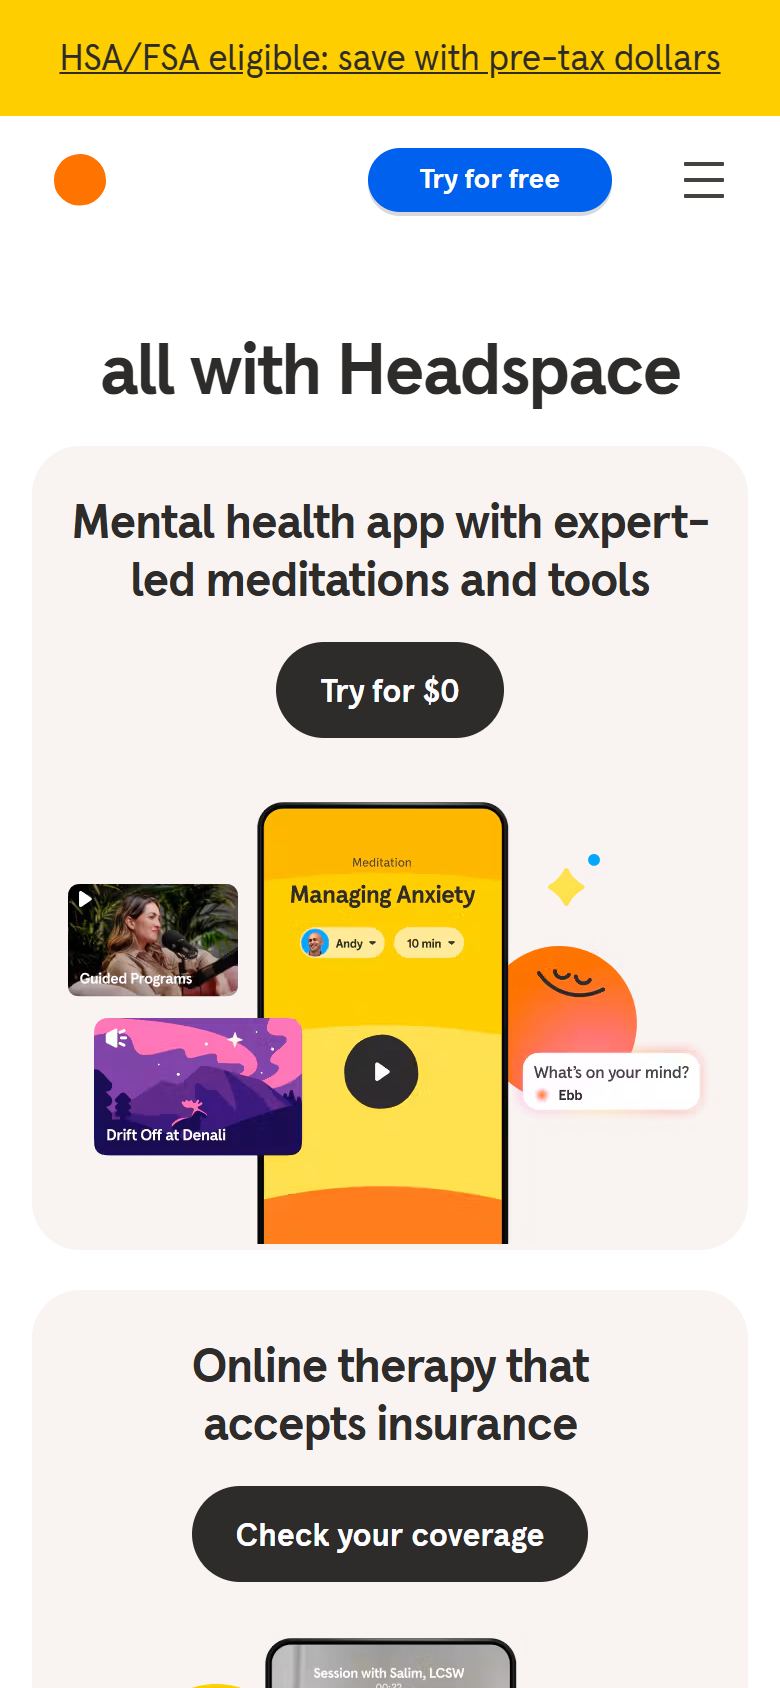 HSA/FSA eligible: save with pre-tax dollars
Try for free
all with Headspace
Mental health app with expert-
led meditations and tools
Try for $0
Meditation
Managing Anxiety
Andy
10 min
Guided Programs
What's on your mind?
Ebb
Drift Off at Denali
Online therapy that
accepts insurance
Check your coverage
Session with Salim, LCSW